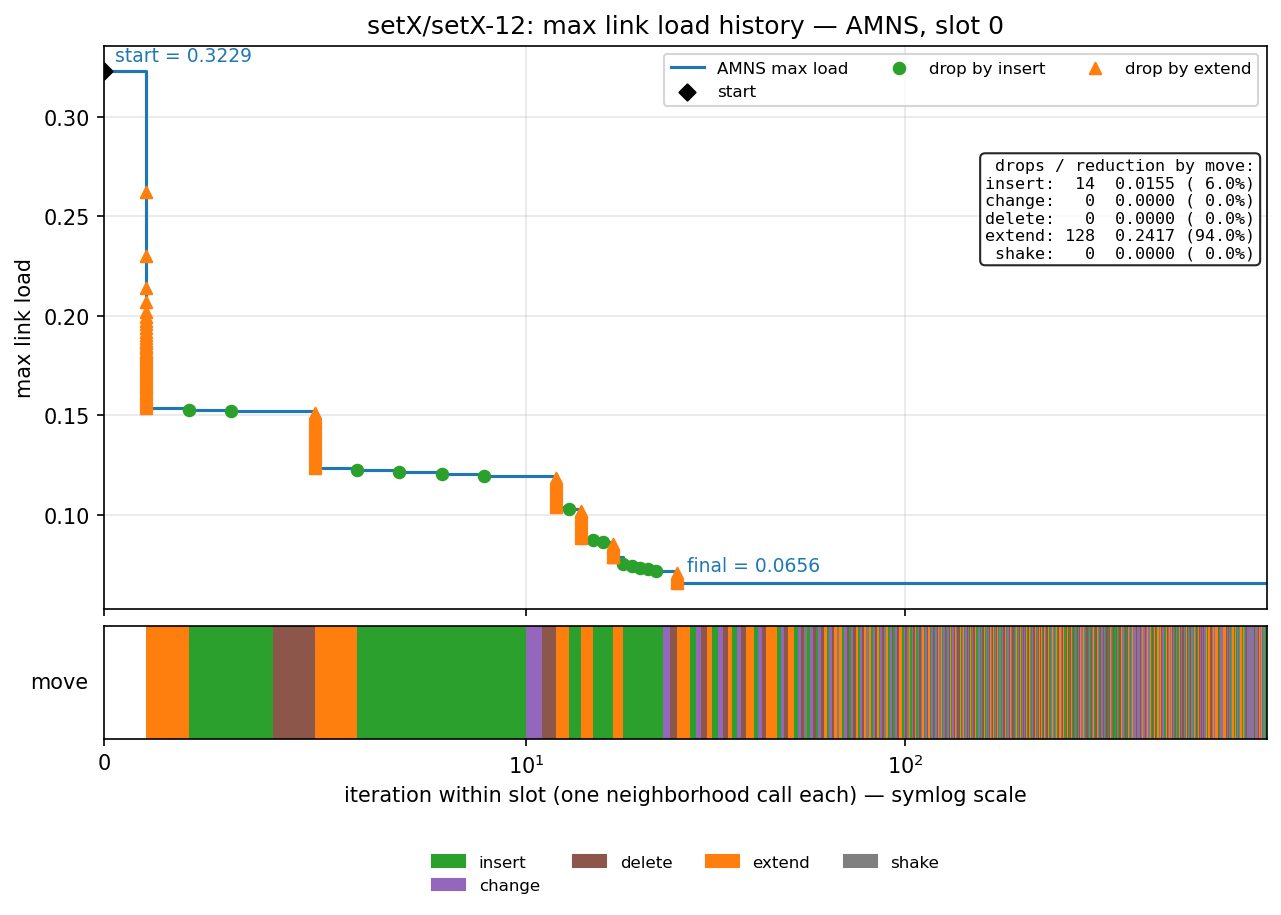 setX/setX-12: max link load history — AMNS, slot 0
start = 0.3229
AMNS max load
drop by insert
drop by extend
start
drops / reduction by move:
insert:  14  0.0155 ( 6.0%)
change:   0  0.0000 ( 0.0%)
delete:   0  0.0000 ( 0.0%)
extend: 128  0.2417 (94.0%)
shake:   0  0.0000 ( 0.0%)
0.30
0.25
0.20
0.15
0.10
max link load
final = 0.0656
move
0
10¹
10²
iteration within slot (one neighborhood call each) — symlog scale
insert
delete
extend
shake
change